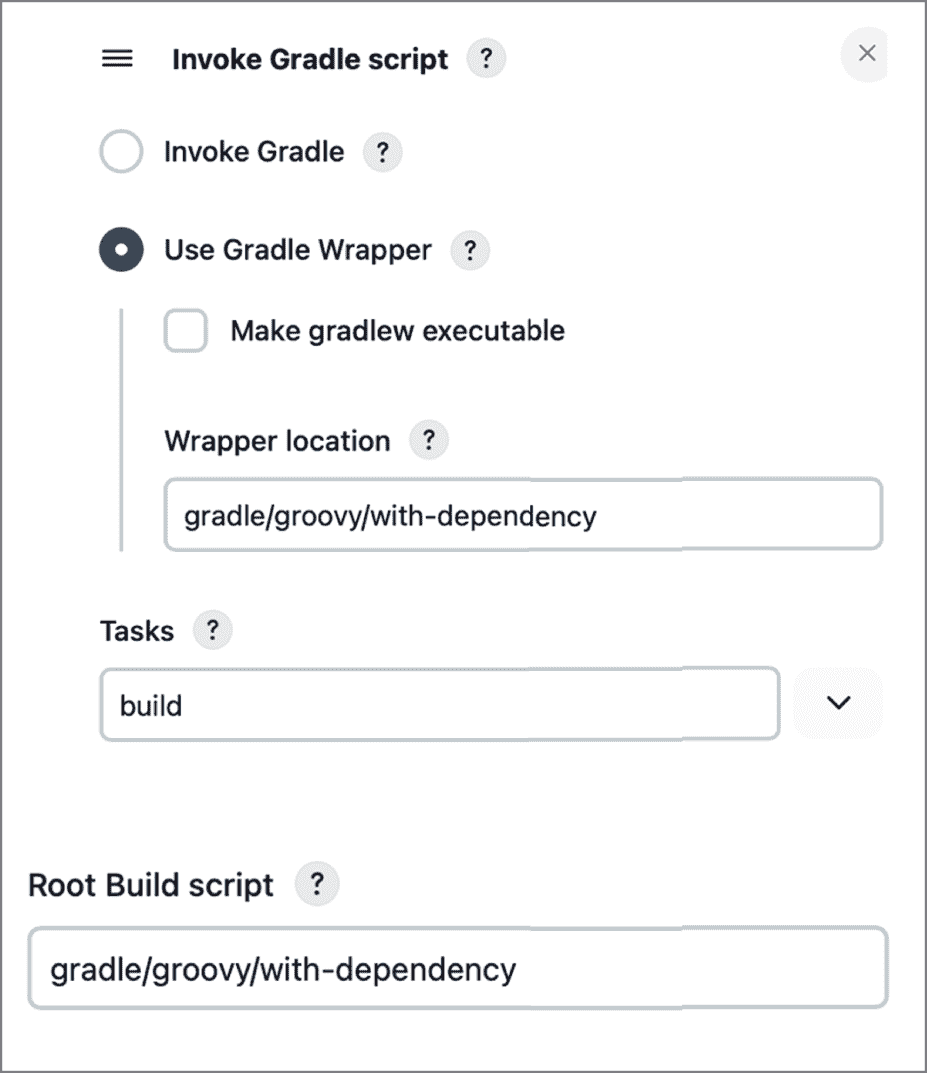 Invoke Gradle script ?
Invoke Gradle ?
Use Gradle Wrapper ?
Make gradlew executable
Wrapper location ?
gradle/groovy/with-dependency
Tasks ?
build
Root Build script ?
gradle/groovy/with-dependency